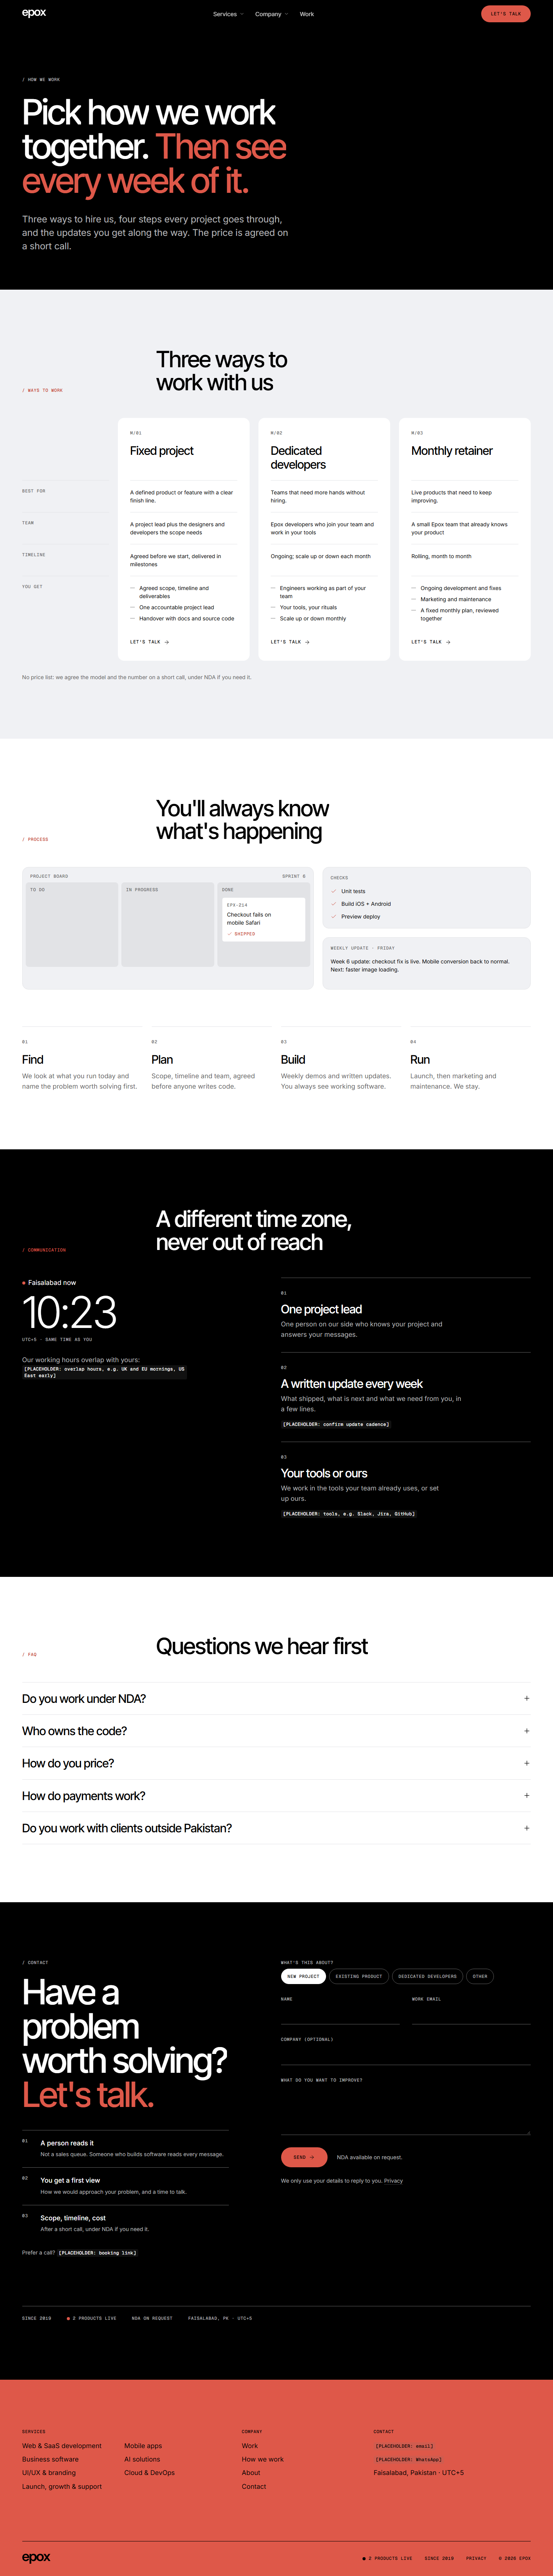 epox
Services
Company
Work
LET'S TALK
/ HOW WE WORK
Pick how we work
together. Then see
every week of it.
Three ways to hire us, four steps every project goes through,
and the updates you get along the way. The price is agreed on
a short call.
/ WAYS TO WORK
Three ways to
work with us
M/01
Fixed project
M/02
Dedicated
developers
M/03
Monthly retainer
BEST FOR
A defined product or feature with a clear
finish line.
Teams that need more hands without
hiring.
Live products that need to keep
improving.
TEAM
A project lead plus the designers and
developers the scope needs
Epox developers who join your team and
work in your tools
A small Epox team that already knows
your product
TIMELINE
Agreed before we start, delivered in
milestones
Ongoing; scale up or down each month
Rolling, month to month
YOU GET
— Agreed scope, timeline and
deliverables
— One accountable project lead
— Handover with docs and source code
— Engineers working as part of your
team
— Your tools, your rituals
— Scale up or down monthly
— Ongoing development and fixes
— Marketing and maintenance
— A fixed monthly plan, reviewed
together
LET'S TALK →
LET'S TALK →
LET'S TALK →
No price list: we agree the model and the number on a short call, under NDA if you need it.
/ PROCESS
You'll always know
what's happening
PROJECT BOARD
SPRINT 6
TO DO
IN PROGRESS
DONE
EPX-214
Checkout fails on
mobile Safari
SHIPPED
CHECKS
Unit tests
Build iOS + Android
Preview deploy
WEEKLY UPDATE · FRIDAY
Week 6 update: checkout fix is live. Mobile conversion back to normal.
Next: faster image loading.
01
Find
We look at what you run today and
name the problem worth solving first.
02
Plan
Scope, timeline and team, agreed
before anyone writes code.
03
Build
Weekly demos and written updates.
You always see working software.
04
Run
Launch, then marketing and
maintenance. We stay.
/ COMMUNICATION
A different time zone,
never out of reach
Faisalabad now
10:23
UTC+5 · SAME TIME AS YOU
Our working hours overlap with yours:
[PLACEHOLDER: overlap hours, e.g. UK and EU mornings, US
East early]
01
One project lead
One person on our side who knows your project and
answers your messages.
02
A written update every week
What shipped, what is next and what we need from you, in
a few lines.
[PLACEHOLDER: confirm update cadence]
03
Your tools or ours
We work in the tools your team already uses, or set
up ours.
[PLACEHOLDER: tools, e.g. Slack, Jira, GitHub]
/ FAQ
Questions we hear first
Do you work under NDA? +
Who owns the code? +
How do you price? +
How do payments work? +
Do you work with clients outside Pakistan? +
/ CONTACT
Have a
problem
worth solving?
Let's talk.
01
A person reads it
Not a sales queue. Someone who builds software reads every message.
02
You get a first view
How we would approach your problem, and a time to talk.
03
Scope, timeline, cost
After a short call, under NDA if you need it.
Prefer a call? [PLACEHOLDER: booking link]
WHAT'S THIS ABOUT?
NEW PROJECT
EXISTING PRODUCT
DEDICATED DEVELOPERS
OTHER
NAME
WORK EMAIL
COMPANY (OPTIONAL)
WHAT DO YOU WANT TO IMPROVE?
SEND →
NDA available on request.
We only use your details to reply to you. Privacy
SINCE 2019
2 PRODUCTS LIVE
NDA ON REQUEST
FAISALABAD, PK · UTC+5
SERVICES
Web & SaaS development
Business software
UI/UX & branding
Launch, growth & support
Mobile apps
AI solutions
Cloud & DevOps
COMPANY
Work
How we work
About
Contact
CONTACT
[PLACEHOLDER: email]
[PLACEHOLDER: WhatsApp]
Faisalabad, Pakistan · UTC+5
epox
2 PRODUCTS LIVE
SINCE 2019
PRIVACY
© 2026 EPOX